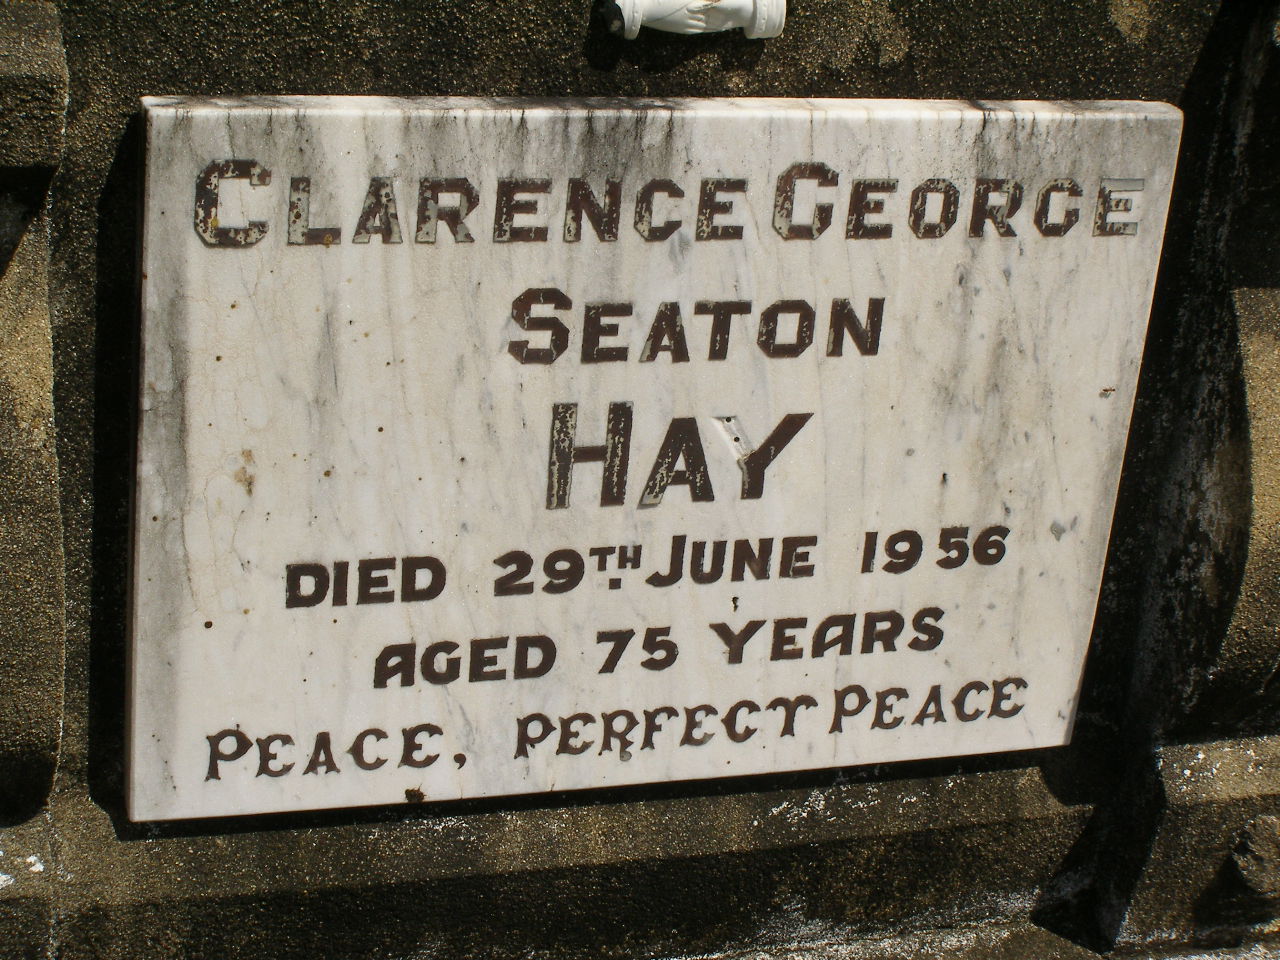 CLARENCE GEORGE
SEATON
HAY
DIED 29TH JUNE 1956
AGED 75 YEARS
PEACE, PERFECT PEACE